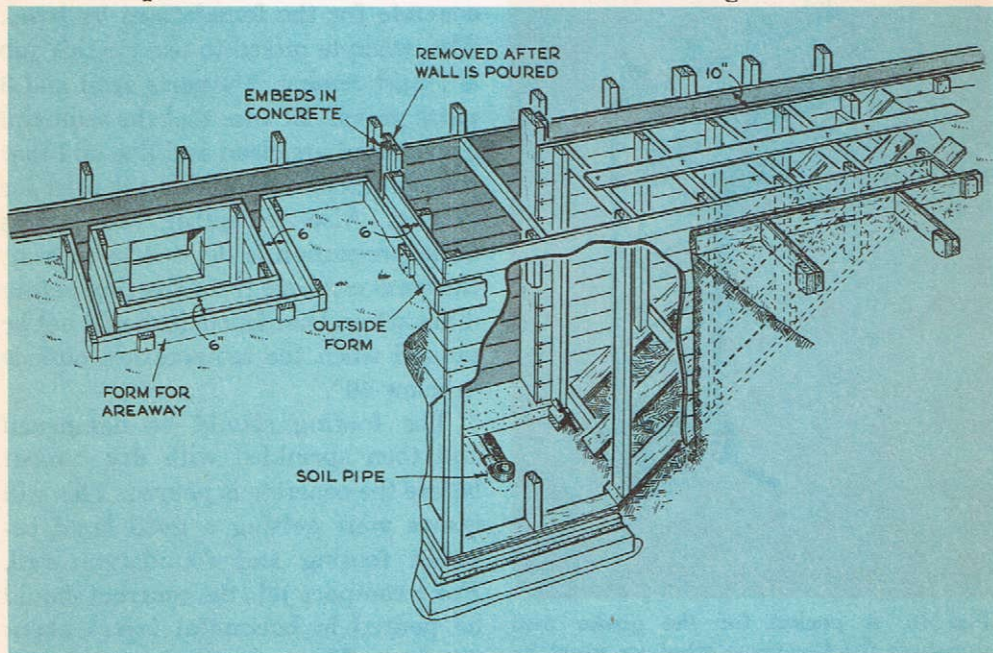 REMOVED AFTER
WALL IS POURED
EMBEDS IN
CONCRETE
10"
6"
6"
6"
OUTSIDE
FORM
FORM FOR
AREAWAY
SOIL PIPE